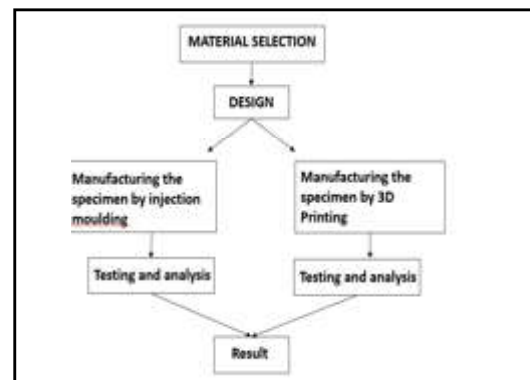 MATERIAL SELECTION
DESIGN
Manufacturing the
specimen by injection
moulding
Manufacturing the
specimen by 3D
Printing
Testing and analysis
Testing and analysis
Result